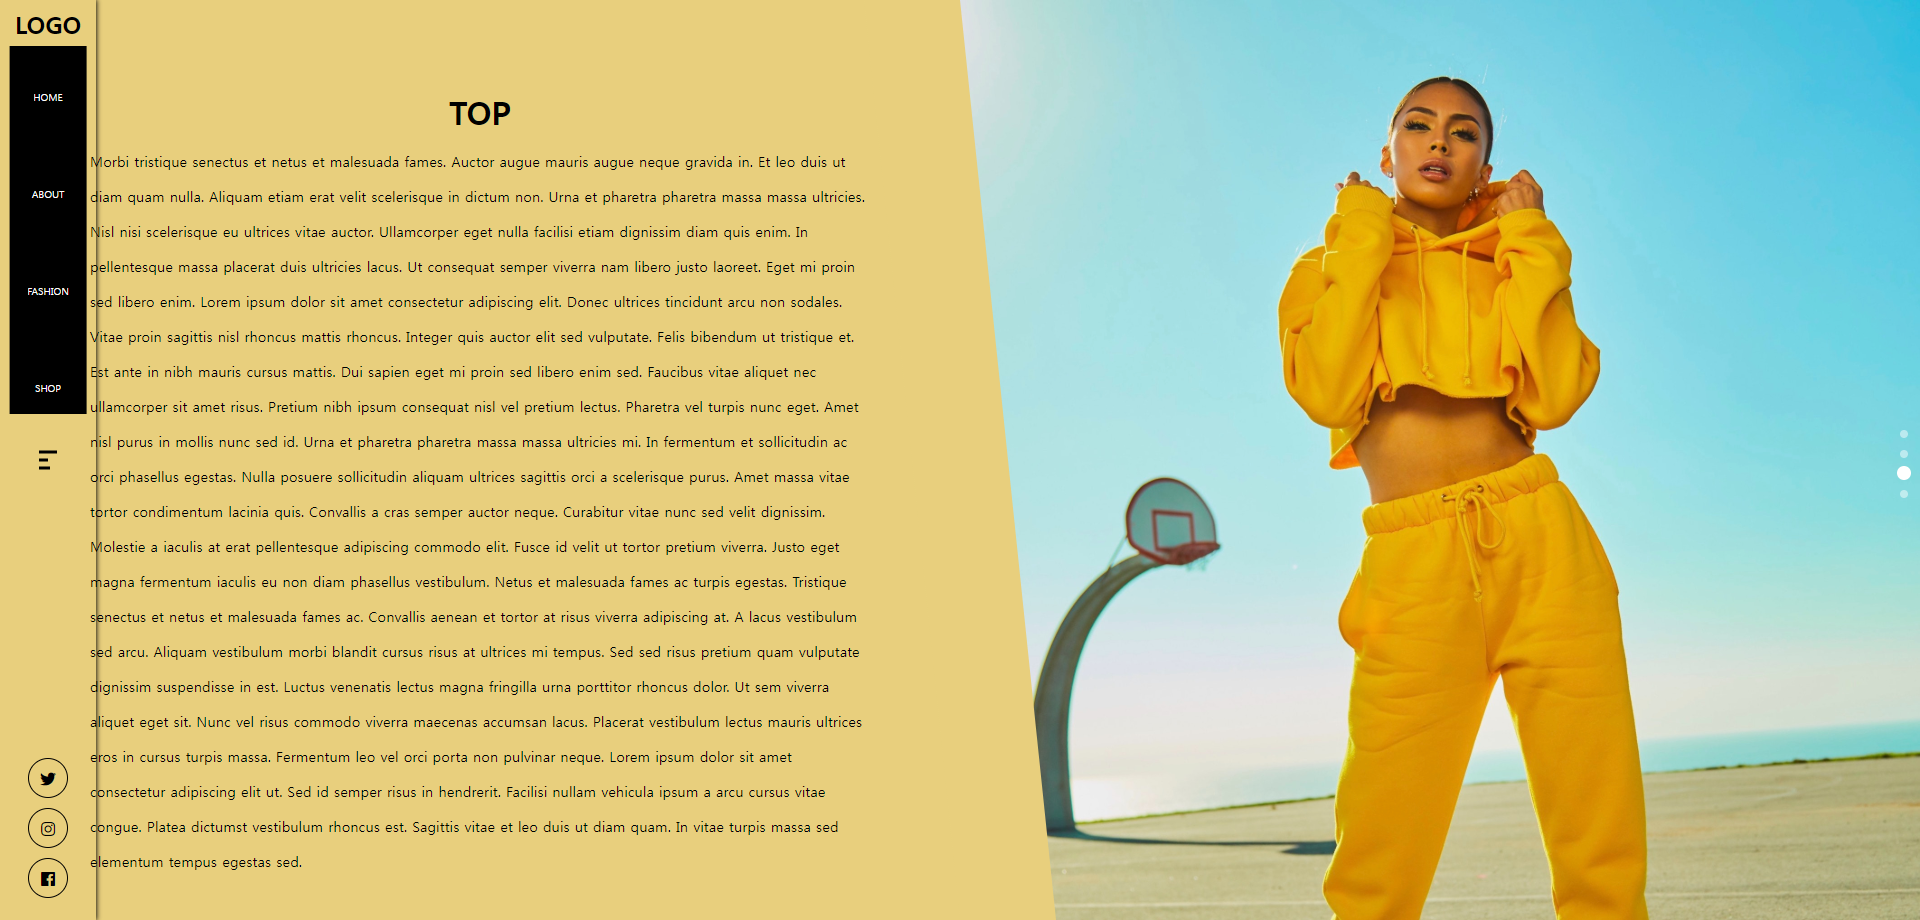 LOGO
HOME
ABOUT
FASHION
SHOP
TOP
Morbi tristique senectus et netus et malesuada fames. Auctor augue mauris augue neque gravida in. Et leo duis ut
diam quam nulla. Aliquam etiam erat velit scelerisque in dictum non. Urna et pharetra pharetra massa massa ultricies.
Nisl nisi scelerisque eu ultrices vitae auctor. Ullamcorper eget nulla facilisi etiam dignissim diam quis enim. In
pellentesque massa placerat duis ultricies lacus. Ut consequat semper viverra nam libero justo laoreet. Eget mi proin
sed libero enim. Lorem ipsum dolor sit amet consectetur adipiscing elit. Donec ultrices tincidunt arcu non sodales.
Vitae proin sagittis nisl rhoncus mattis rhoncus. Integer quis auctor elit sed vulputate. Felis bibendum ut tristique et.
Est ante in nibh mauris cursus mattis. Dui sapien eget mi proin sed libero enim sed. Faucibus vitae aliquet nec
ullamcorper sit amet risus. Pretium nibh ipsum consequat nisl vel pretium lectus. Pharetra vel turpis nunc eget. Amet
nisl purus in mollis nunc sed id. Urna et pharetra pharetra massa massa ultricies mi. In fermentum et sollicitudin ac
orci phasellus egestas. Nulla posuere sollicitudin aliquam ultrices sagittis orci a scelerisque purus. Amet massa vitae
tortor condimentum lacinia quis. Convallis a cras semper auctor neque. Curabitur vitae nunc sed velit dignissim.
Molestie a iaculis at erat pellentesque adipiscing commodo elit. Fusce id velit ut tortor pretium viverra. Justo eget
magna fermentum iaculis eu non diam phasellus vestibulum. Netus et malesuada fames ac turpis egestas. Tristique
senectus et netus et malesuada fames ac. Convallis aenean et tortor at risus viverra adipiscing at. A lacus vestibulum
sed arcu. Aliquam vestibulum morbi blandit cursus risus at ultrices mi tempus. Sed sed risus pretium quam vulputate
dignissim suspendisse in est. Luctus venenatis lectus magna fringilla urna porttitor rhoncus dolor. Ut sem viverra
aliquet eget sit. Nunc vel risus commodo viverra maecenas accumsan lacus. Placerat vestibulum lectus mauris ultrices
eros in cursus turpis massa. Fermentum leo vel orci porta non pulvinar neque. Lorem ipsum dolor sit amet
consectetur adipiscing elit ut. Sed id semper risus in hendrerit. Facilisi nullam vehicula ipsum a arcu cursus vitae
congue. Platea dictumst vestibulum rhoncus est. Sagittis vitae et leo duis ut diam quam. In vitae turpis massa sed
elementum tempus egestas sed.